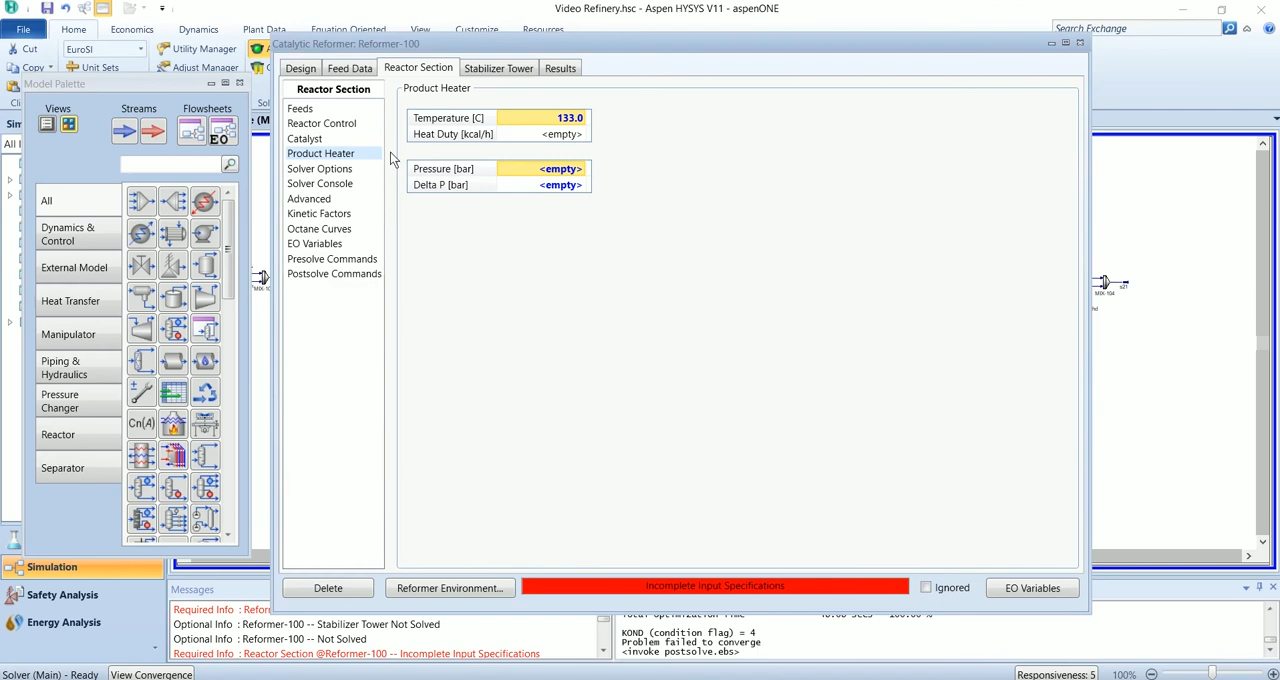 Video Refinery.hsc - Aspen HYSYS V11 - aspenONE
File
Home
Economics
Dynamics
Plant Data
Equation Oriented
View
Customize
Resources
Search Exchange
Cut
EuroSI
Utility Manager
Copy
Unit Sets
Adjust Manager
Catalytic Reformer: Reformer-100
Model Palette
Views
Streams
Flowsheets
EO
All
Dynamics &
Control
External Model
Heat Transfer
Manipulator
Piping &
Hydraulics
Pressure
Changer
Reactor
Separator
Cn(A)
Design
Feed Data
Reactor Section
Stabilizer Tower
Results
Reactor Section
Feeds
Reactor Control
Catalyst
Product Heater
Solver Options
Solver Console
Advanced
Kinetic Factors
Octane Curves
EO Variables
Presolve Commands
Postsolve Commands
Product Heater
Temperature [C] 133.0
Heat Duty [kcal/h] <empty>
Pressure [bar] <empty>
Delta P [bar] <empty>
MIX-104
s21
Delete
Reformer Environment...
Incomplete Input Specifications
Ignored
EO Variables
Simulation
Safety Analysis
Energy Analysis
Messages
Required Info : Refor
Optional Info : Reformer-100 -- Stabilizer Tower Not Solved
Optional Info : Reformer-100 -- Not Solved
Required Info : Reactor Section @Reformer-100 -- Incomplete Input Specifications
KOND (condition flag) = 4
Problem failed to converge
<invoke postsolve.ebs>
Solver (Main) - Ready
View Convergence
Responsiveness: 5
100%